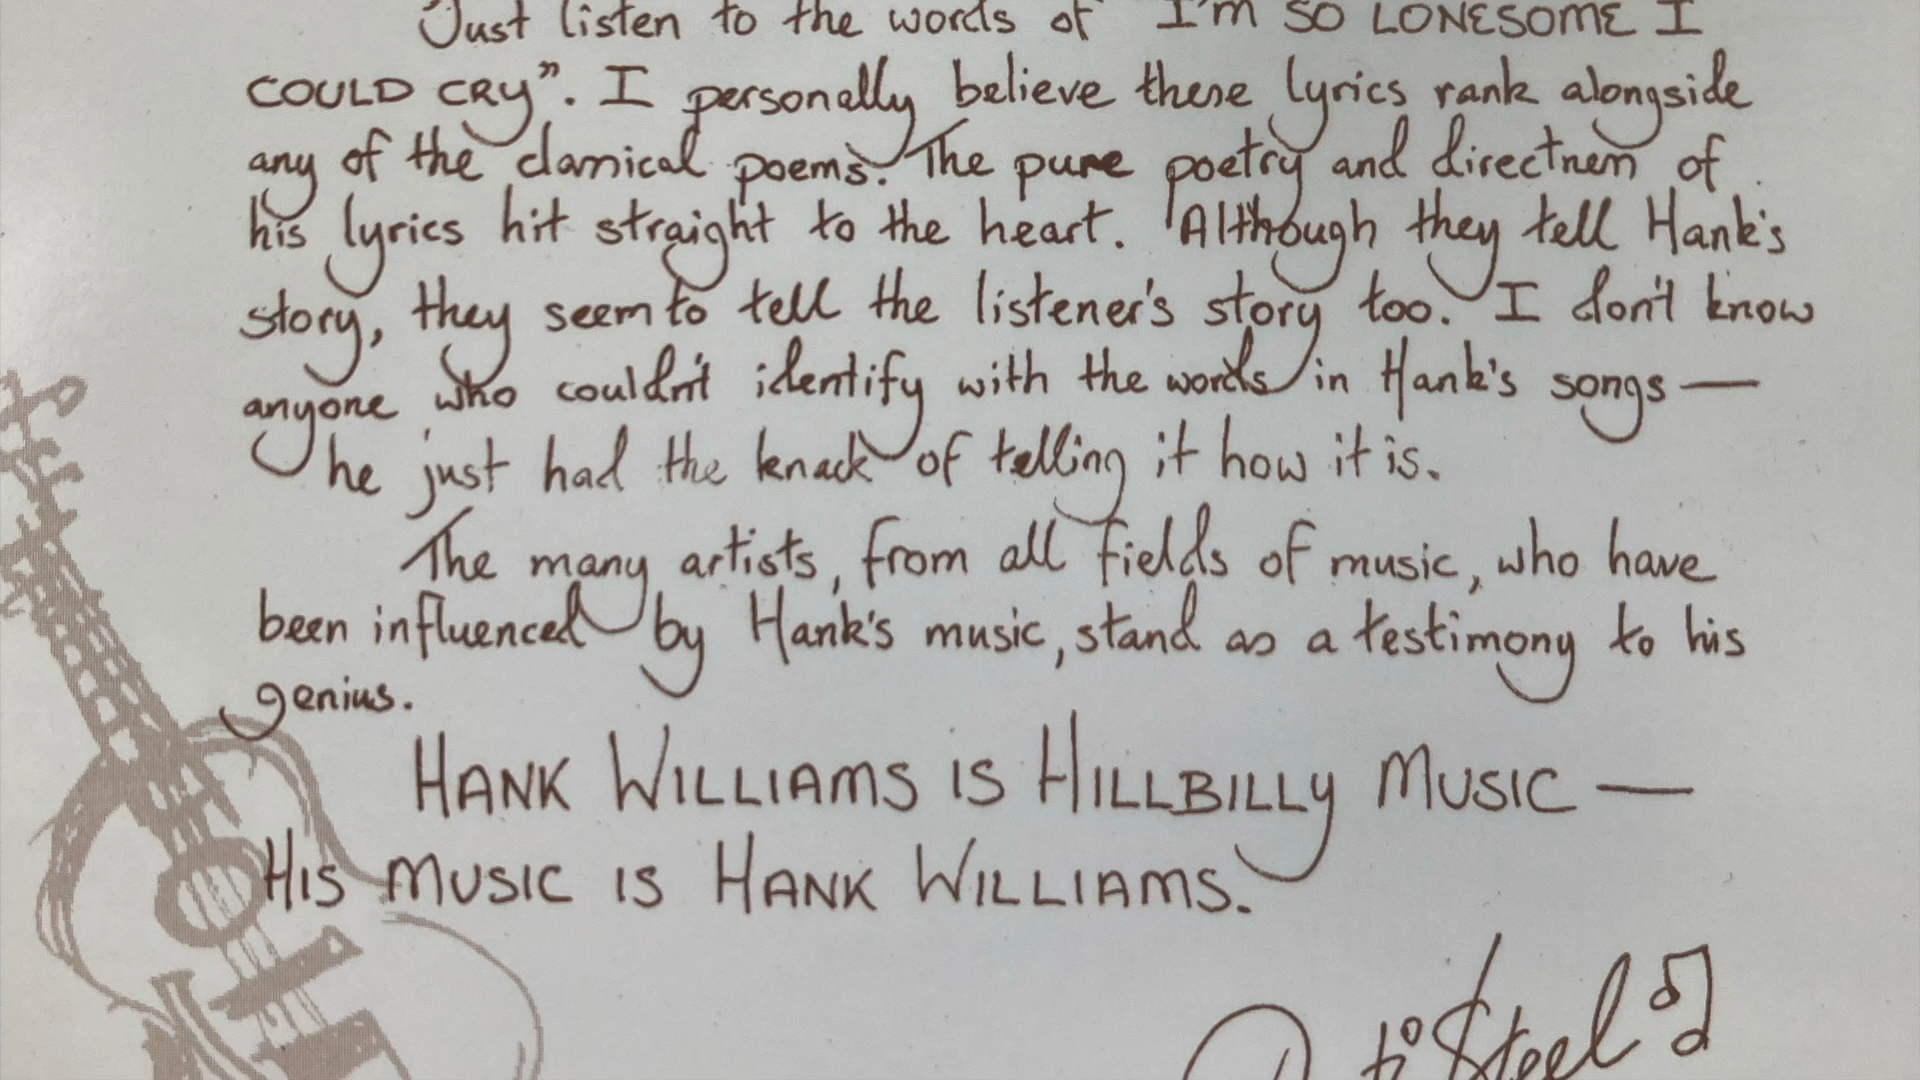 Just listen to the words of "I'm SO LONESOME I
COULD CRY". I personally believe these lyrics rank alongside
any of the classical poems. The pure poetry and directness of
his lyrics hit straight to the heart. Although they tell Hank's
story, they seem to tell the listener's story too. I don't know
anyone who couldn't identify with the words in Hank's songs —
he just had the knack of telling it how it is.
The many artists, from all fields of music, who have
been influenced by Hank's music, stand as a testimony to his
genius.
HANK WILLIAMS IS HILLBILLY MUSIC —
HIS MUSIC IS HANK WILLIAMS.
Steel